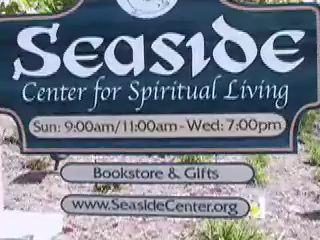 Seaside
Center for Spiritual Living
Sun: 9:00am/11:00am - Wed: 7:00pm
Bookstore & Gifts
www.SeasideCenter.org